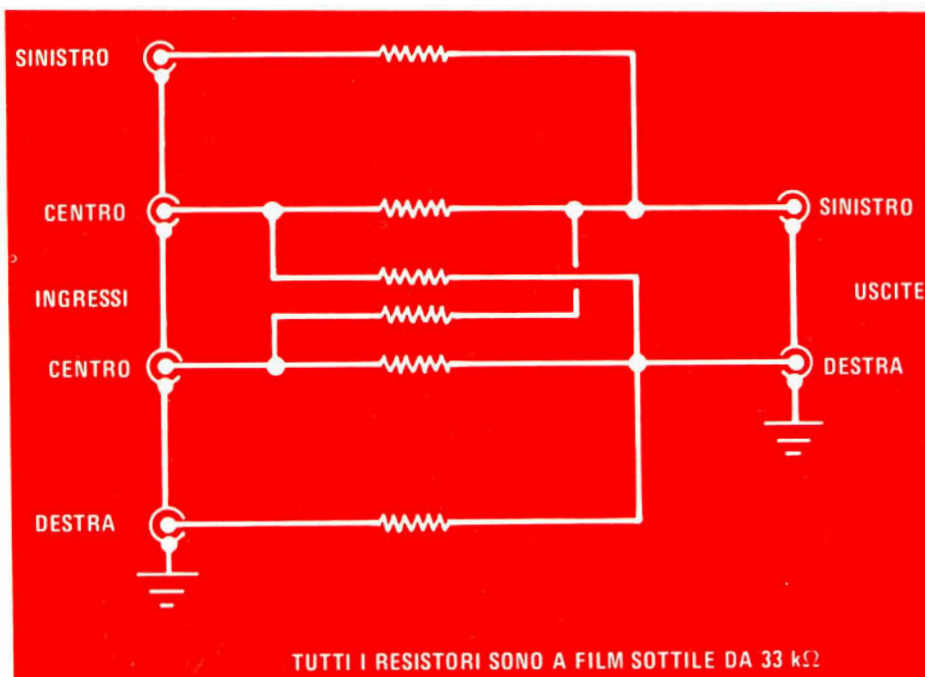 SINISTRO
CENTRO
SINISTRO
INGRESSI
USCITE
CENTRO
DESTRA
DESTRA
TUTTI I RESISTORI SONO A FILM SOTTILE DA 33 kΩ